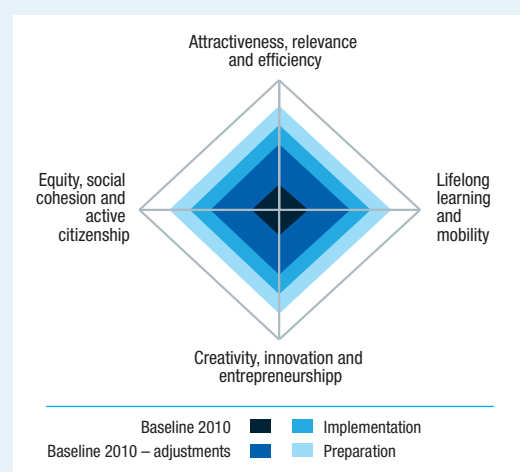 Attractiveness, relevance
and efficiency
Equity, social
cohesion and
active
citizenship
Lifelong
learning
and
mobility
Creativity, innovation and
entrepreneurshipp
Baseline 2010
Implementation
Baseline 2010 – adjustments
Preparation